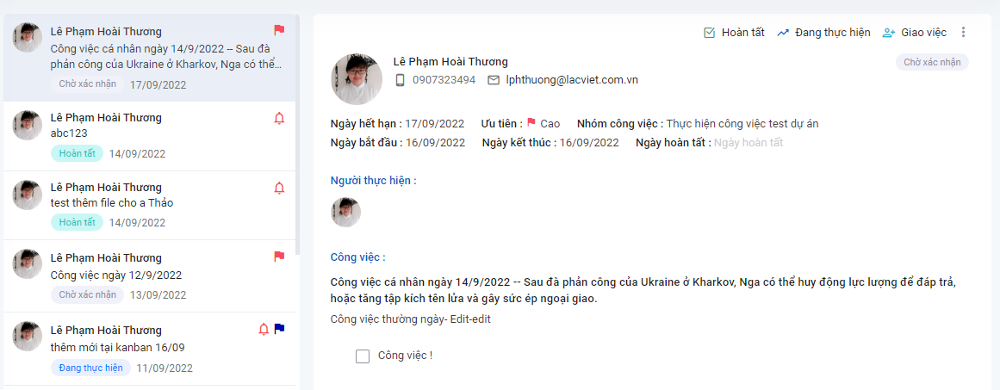 Lê Phạm Hoài Thương
Công việc cá nhân ngày 14/9/2022 -- Sau đà
phản công của Ukraine ở Kharkov, Nga có thể...
Chờ xác nhận 17/09/2022
Lê Phạm Hoài Thương
abc123
Hoàn tất 14/09/2022
Lê Phạm Hoài Thương
test thêm file cho a Thảo
Hoàn tất 14/09/2022
Lê Phạm Hoài Thương
Công việc ngày 12/9/2022
Chờ xác nhận 13/09/2022
Lê Phạm Hoài Thương
thêm mới tại kanban 16/09
Đang thực hiện 11/09/2022
Hoàn tất Đang thực hiện Giao việc
Lê Phạm Hoài Thương Chờ xác nhận
0907323494 lphthuong@lacviet.com.vn
Ngày hết hạn : 17/09/2022 Ưu tiên : Cao Nhóm công việc : Thực hiện công việc test dự án
Ngày bắt đầu : 16/09/2022 Ngày kết thúc : 16/09/2022 Ngày hoàn tất : Ngày hoàn tất
Người thực hiện :
Công việc :
Công việc cá nhân ngày 14/9/2022 -- Sau đà phản công của Ukraine ở Kharkov, Nga có thể huy động lực lượng để đáp trả,
hoặc tăng tập kích tên lửa và gây sức ép ngoại giao.
Công việc thường ngày- Edit-edit
Công việc !